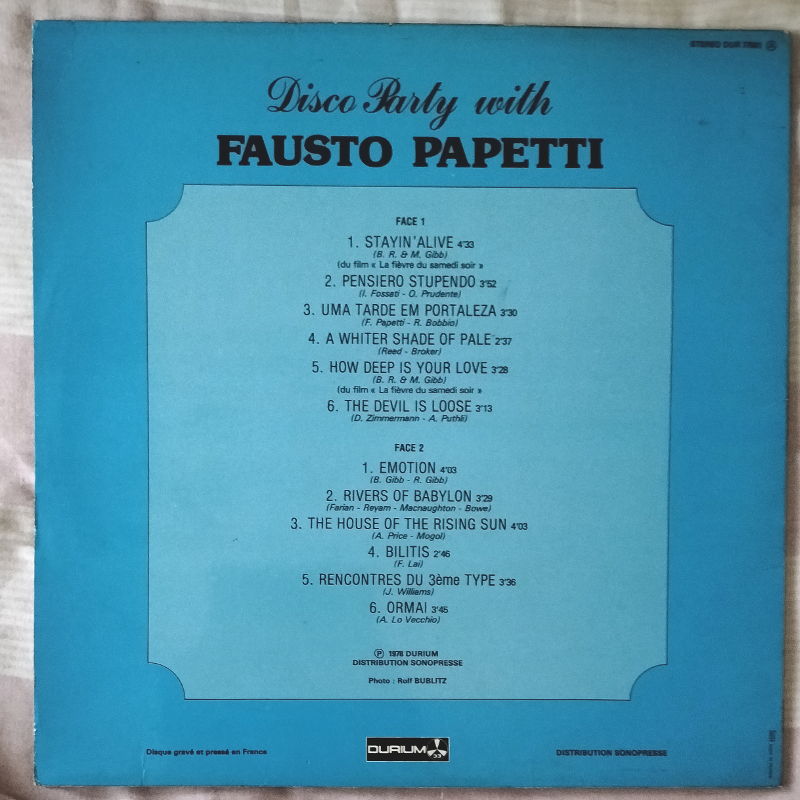 STEREO DUR
Disco Party with
FAUSTO PAPETTI
FACE 1
1. STAYIN'ALIVE 4'33
(B. R. & M. Gibb)
(du film « La fièvre du samedi soir »
2. PENSIERO STUPENDO 3'52
(I. Fossati - O. Prudente)
3. UMA TARDE EM PORTALEZA 3'30
(F. Papetti - R. Bobbio)
4. A WHITER SHADE OF PALE 2'37
(Reed - Broker)
5. HOW DEEP IS YOUR LOVE 3'28
(B. R. & M. Gibb)
(du film « La fièvre du samedi soir »
6. THE DEVIL IS LOOSE 3'13
(D. Zimmermann - A. Puthli)
FACE 2
1. EMOTION 4'03
(B. Gibb - R. Gibb)
2. RIVERS OF BABYLON 3'29
(Farian - Reyam - Macnaughton - Bowe)
3. THE HOUSE OF THE RISING SUN 4'03
(A. Price - Mogol)
4. BILITIS 2'46
(F. Lai)
5. RENCONTRES DU 3ème TYPE 3'36
(J. Williams)
6. ORMAI 3'45
(A. Lo Vecchio)
Ⓟ 1978 DURIUM
DISTRIBUTION SONOPRESSE
Photo : Rolf BUBLITZ
Disque gravé et pressé en France
DURIUM 33
DISTRIBUTION SONOPRESSE